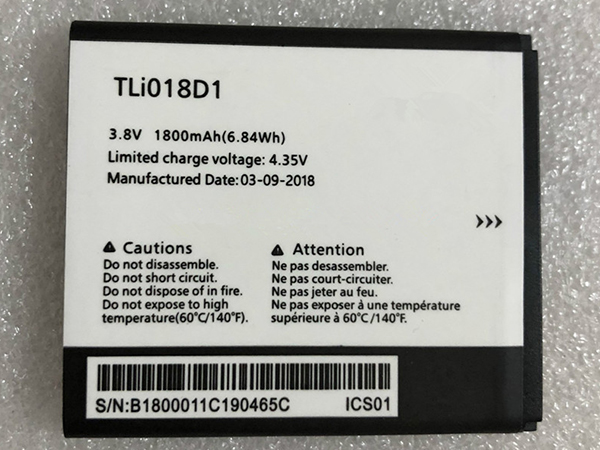 TLi018D1
3.8V 1800mAh(6.84Wh)
Limited charge voltage: 4.35V
Manufactured Date:03-09-2018
Cautions
Do not disassemble.
Do not short circuit.
Do not dispose of in fire.
Do not expose to high
temperature(60°C/140°F).
Attention
Ne pas desassembler.
Ne pas court-circuiter.
Ne pas jeter au feu.
Ne pas exposer à une température
supérieure à 60°C /140°F.
S/N:B1800011C190465C ICS01